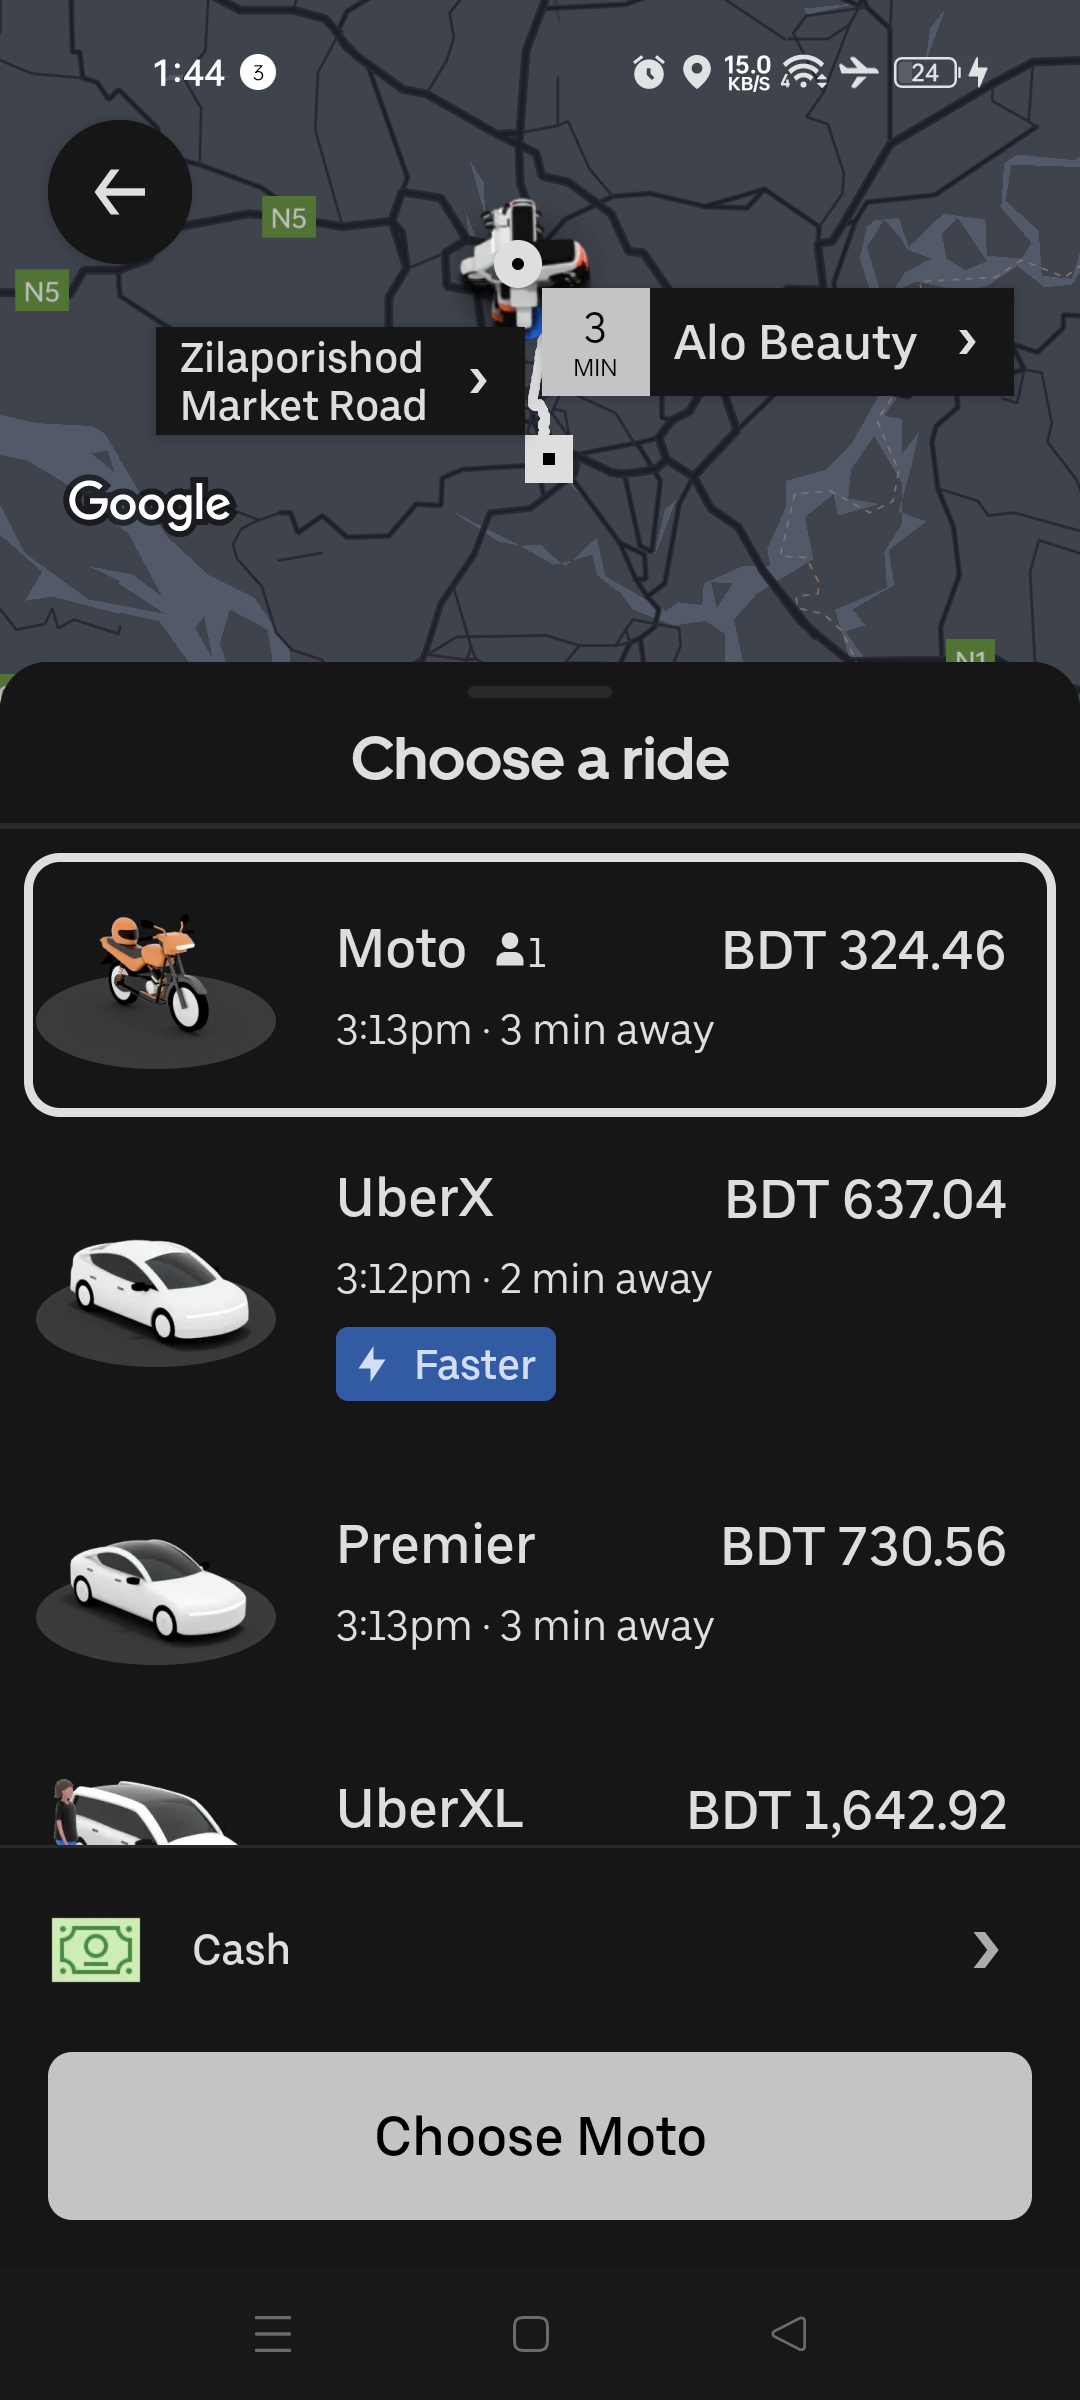 1:44 3
15.0 KB/S 4 24
N5
N5
3 MIN
Alo Beauty
Zilaporishod
Market Road
Google
N1
Choose a ride
Moto 1 BDT 324.46
3:13pm · 3 min away
UberX BDT 637.04
3:12pm · 2 min away
Faster
Premier BDT 730.56
3:13pm · 3 min away
UberXL BDT 1,642.92
Cash
Choose Moto